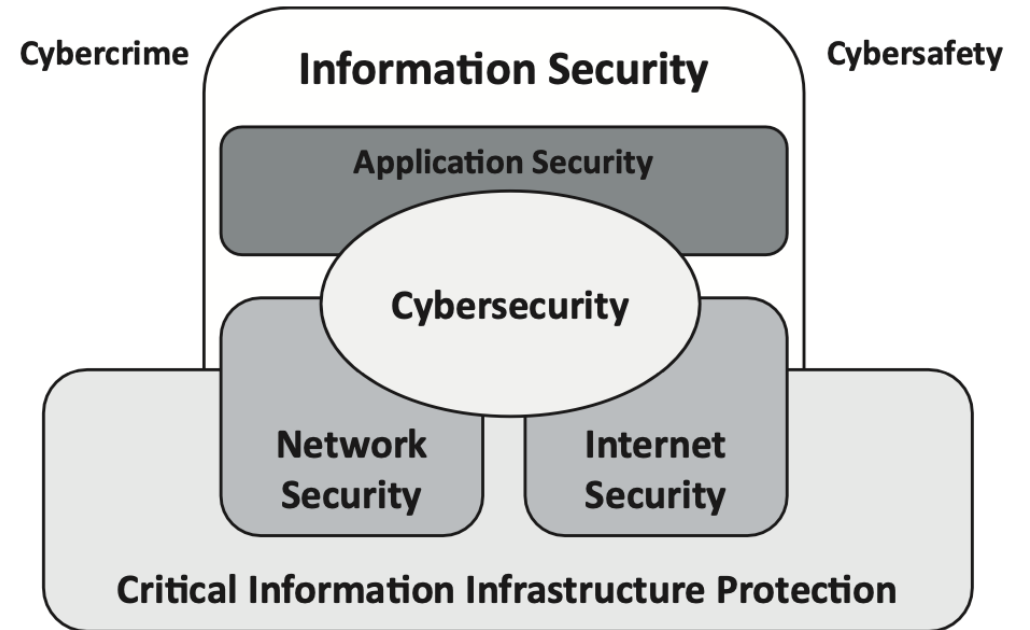 Cybercrime
Cybersafety
Information Security
Application Security
Cybersecurity
Network
Security
Internet
Security
Critical Information Infrastructure Protection